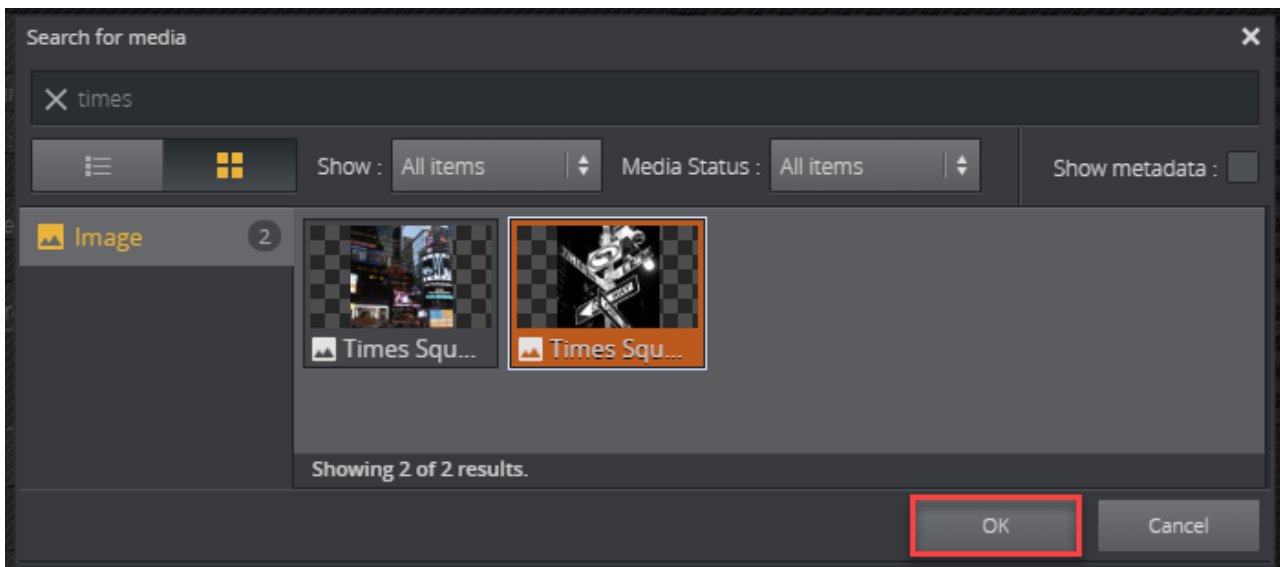 Search for media
times
Show : All items Media Status : All items Show metadata :
Image 2
Times Squ... Times Squ...
Showing 2 of 2 results.
OK Cancel